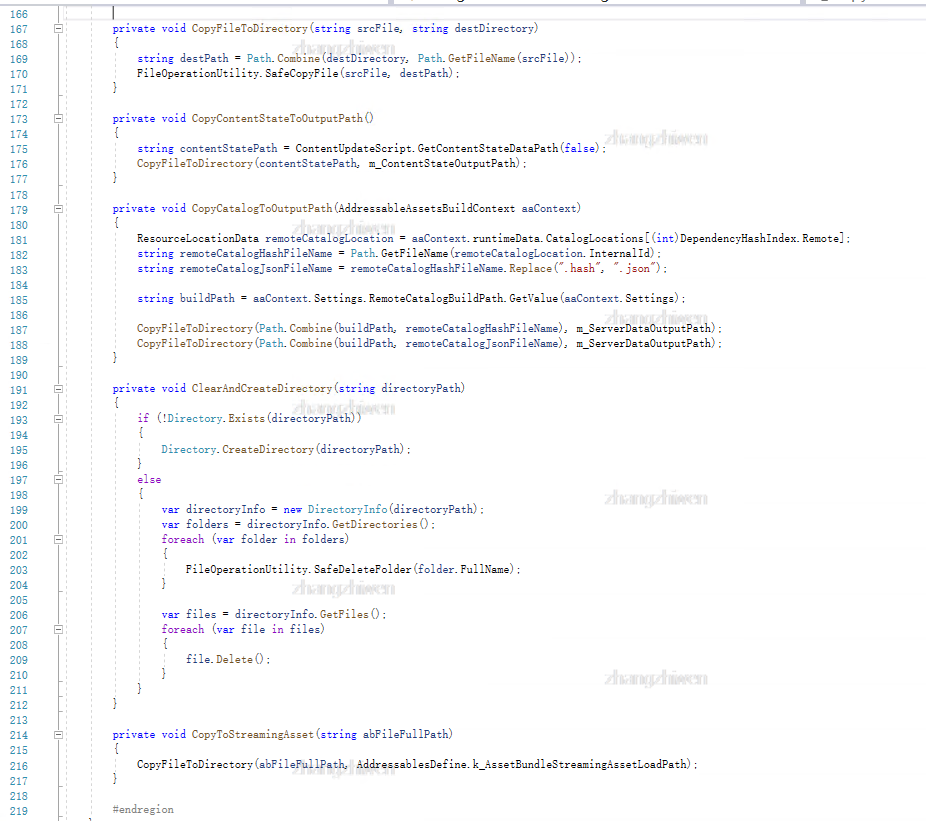 166
167 private void CopyFileToDirectory(string srcFile, string destDirectory)
168 {
169 string destPath = Path.Combine(destDirectory, Path.GetFileName(srcFile));
170 FileOperationUtility.SafeCopyFile(srcFile, destPath);
171 }
172
173 private void CopyContentStateToOutputPath()
174 {
175 string contentStatePath = ContentUpdateScript.GetContentStateDataPath(false);
176 CopyFileToDirectory(contentStatePath, m_ContentStateOutputPath);
177 }
178
179 private void CopyCatalogToOutputPath(AddressableAssetsBuildContext aaContext)
180 {
181 ResourceLocationData remoteCatalogLocation = aaContext.runtimeData.CatalogLocations[(int)DependencyHashIndex.Remote];
182 string remoteCatalogHashFileName = Path.GetFileName(remoteCatalogLocation.InternalId);
183 string remoteCatalogJsonFileName = remoteCatalogHashFileName.Replace(".hash", ".json");
184
185 string buildPath = aaContext.Settings.RemoteCatalogBuildPath.GetValue(aaContext.Settings);
186
187 CopyFileToDirectory(Path.Combine(buildPath, remoteCatalogHashFileName), m_ServerDataOutputPath);
188 CopyFileToDirectory(Path.Combine(buildPath, remoteCatalogJsonFileName), m_ServerDataOutputPath);
189 }
190
191 private void ClearAndCreateDirectory(string directoryPath)
192 {
193 if (!Directory.Exists(directoryPath))
194 {
195 Directory.CreateDirectory(directoryPath);
196 }
197 else
198 {
199 var directoryInfo = new DirectoryInfo(directoryPath);
200 var folders = directoryInfo.GetDirectories();
201 foreach (var folder in folders)
202 {
203 FileOperationUtility.SafeDeleteFolder(folder.FullName);
204 }
205
206 var files = directoryInfo.GetFiles();
207 foreach (var file in files)
208 {
209 file.Delete();
210 }
211 }
212 }
213
214 private void CopyToStreamingAsset(string abFileFullPath)
215 {
216 CopyFileToDirectory(abFileFullPath, AddressablesDefine.k_AssetBundleStreamingAssetLoadPath);
217 }
218
219 #endregion